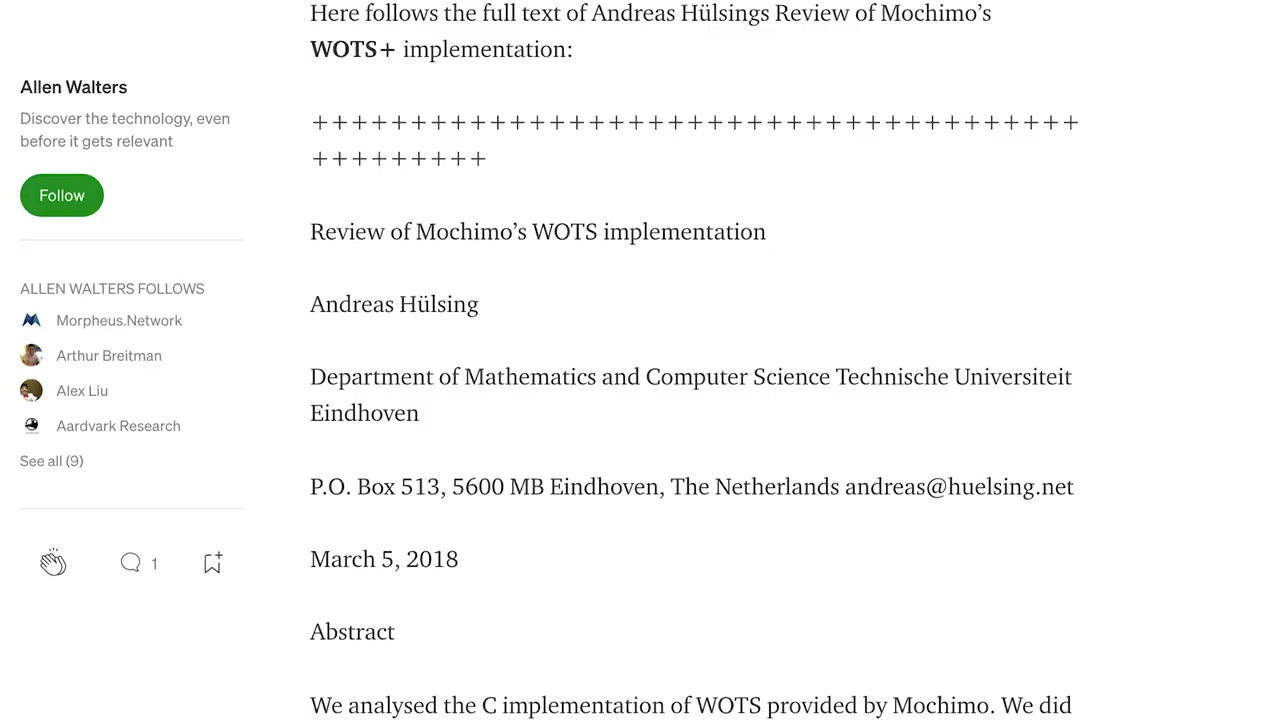 Here follows the full text of Andreas Hülsings Review of Mochimo’s
WOTS+ implementation:
+++++++++++++++++++++++++++++++++++++++
+++++++++
Review of Mochimo’s WOTS implementation
Andreas Hülsing
Department of Mathematics and Computer Science Technische Universiteit
Eindhoven
P.O. Box 513, 5600 MB Eindhoven, The Netherlands andreas@huelsing.net
March 5, 2018
Abstract
We analysed the C implementation of WOTS provided by Mochimo. We did
Allen Walters
Discover the technology, even
before it gets relevant
Follow
ALLEN WALTERS FOLLOWS
Morpheus.Network
Arthur Breitman
Alex Liu
Aardvark Research
See all (9)
1